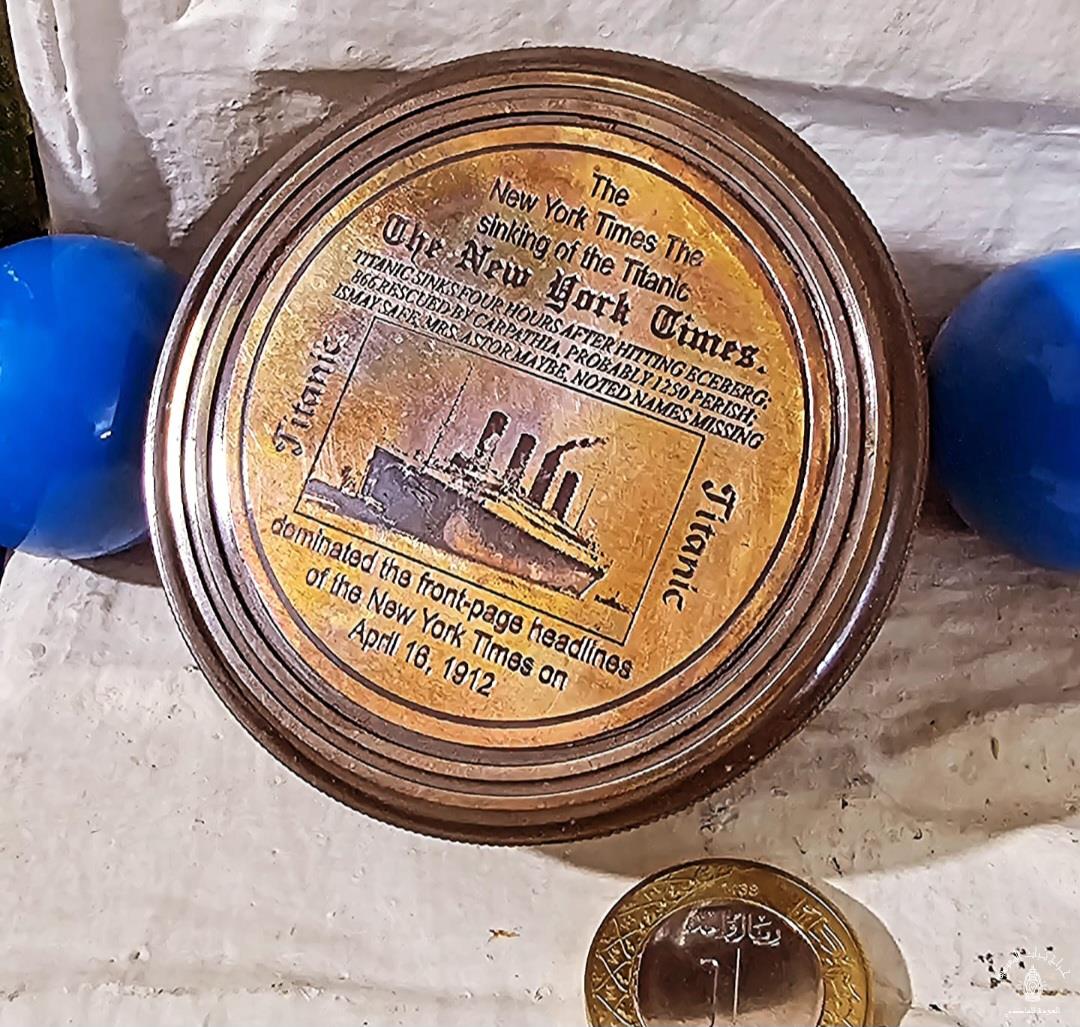 The
New York Times The
sinking of the Titanic
The New York Times.
TITANIC SINKS FOUR HOURS AFTER HITTING ECEBERG;
866 RESCUED BY CARPATHIA, PROBABLY 1250 PERISH;
ISMAY SAFE, MRS. ASTOR MAYBE, NOTED NAMES MISSING
Titanic
Titanic
dominated the front-page headlines
of the New York Times on
April 16, 1912
ريال واحد